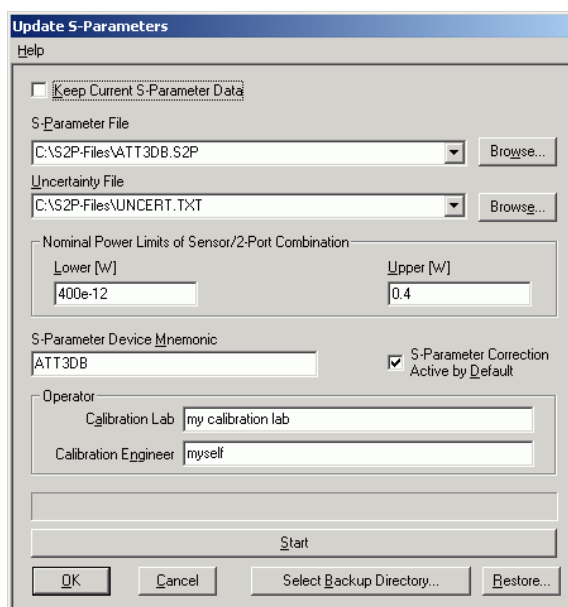 Update S-Parameters
Help
Keep Current S-Parameter Data
S-Parameter File
C:\S2P-Files\ATT3DB.S2P
Browse...
Uncertainty File
C:\S2P-Files\UNCERT.TXT
Browse...
Nominal Power Limits of Sensor/2-Port Combination
Lower [W] Upper [W]
400e-12 0.4
S-Parameter Device Mnemonic
ATT3DB
S-Parameter Correction
Active by Default
Operator
Calibration Lab my calibration lab
Calibration Engineer myself
Start
OK Cancel Select Backup Directory... Restore...